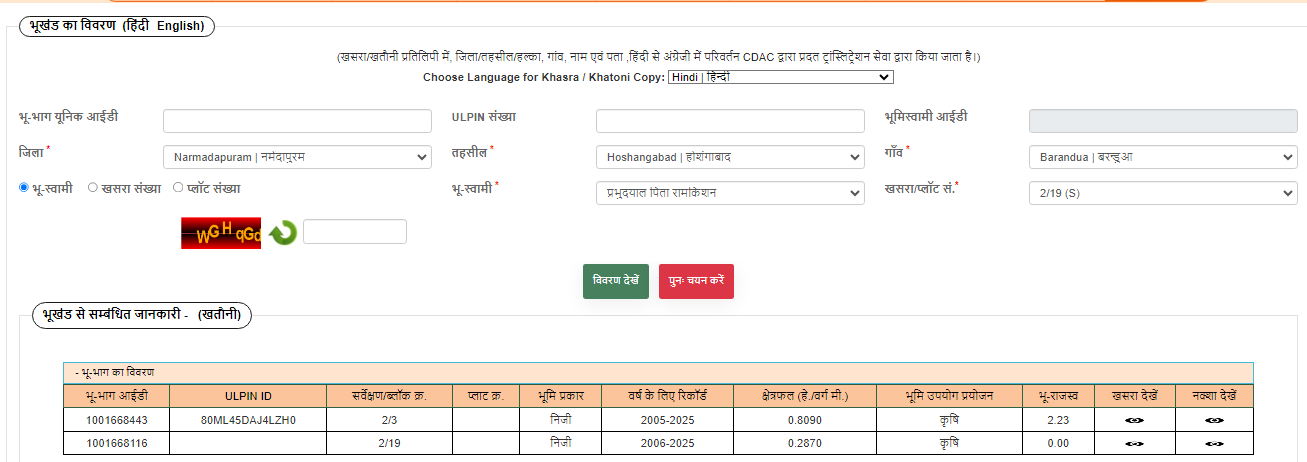 भूखंड का विवरण (हिंदी English)
(खसरा/खतौनी प्रतिलिपी में, जिला/तहसील/हल्का, गांव, नाम एवं पता ,हिंदी से अंग्रेजी में परिवर्तन CDAC द्वारा प्रदत ट्रांस्लिट्रेशन सेवा द्वारा किया जाता है।)
Choose Language for Khasra / Khatoni Copy: Hindi | हिन्दी
भू-भाग यूनिक आईडी ULPIN संख्या भूमिस्वामी आईडी
जिला * Narmadapuram | नर्मदापुरम तहसील * Hoshangabad | होशंगाबाद गाँव * Barandua | बरन्डुआ
भू-स्वामी खसरा संख्या प्लॉट संख्या भू-स्वामी * प्रभुदयाल पिता रामकिशन खसरा/प्लॉट सं.* 2/19 (S)
WGHqGd
विवरण देखें पुनः चयन करें
भूखंड से सम्बंधित जानकारी - (खतौनी)
- भू-भाग का विवरण
भू-भाग आईडी ULPIN ID सर्वेक्षण/ब्लॉक क्र. प्लाट क्र. भूमि प्रकार वर्ष के लिए रिकॉर्ड क्षेत्रफल (हे./वर्ग मी.) भूमि उपयोग प्रयोजन भू-राजस्व खसरा देखें नक्शा देखें
1001668443 80ML45DAJ4LZH0 2/3 निजी 2005-2025 0.8090 कृषि 2.23
1001668116 2/19 निजी 2006-2025 0.2870 कृषि 0.00